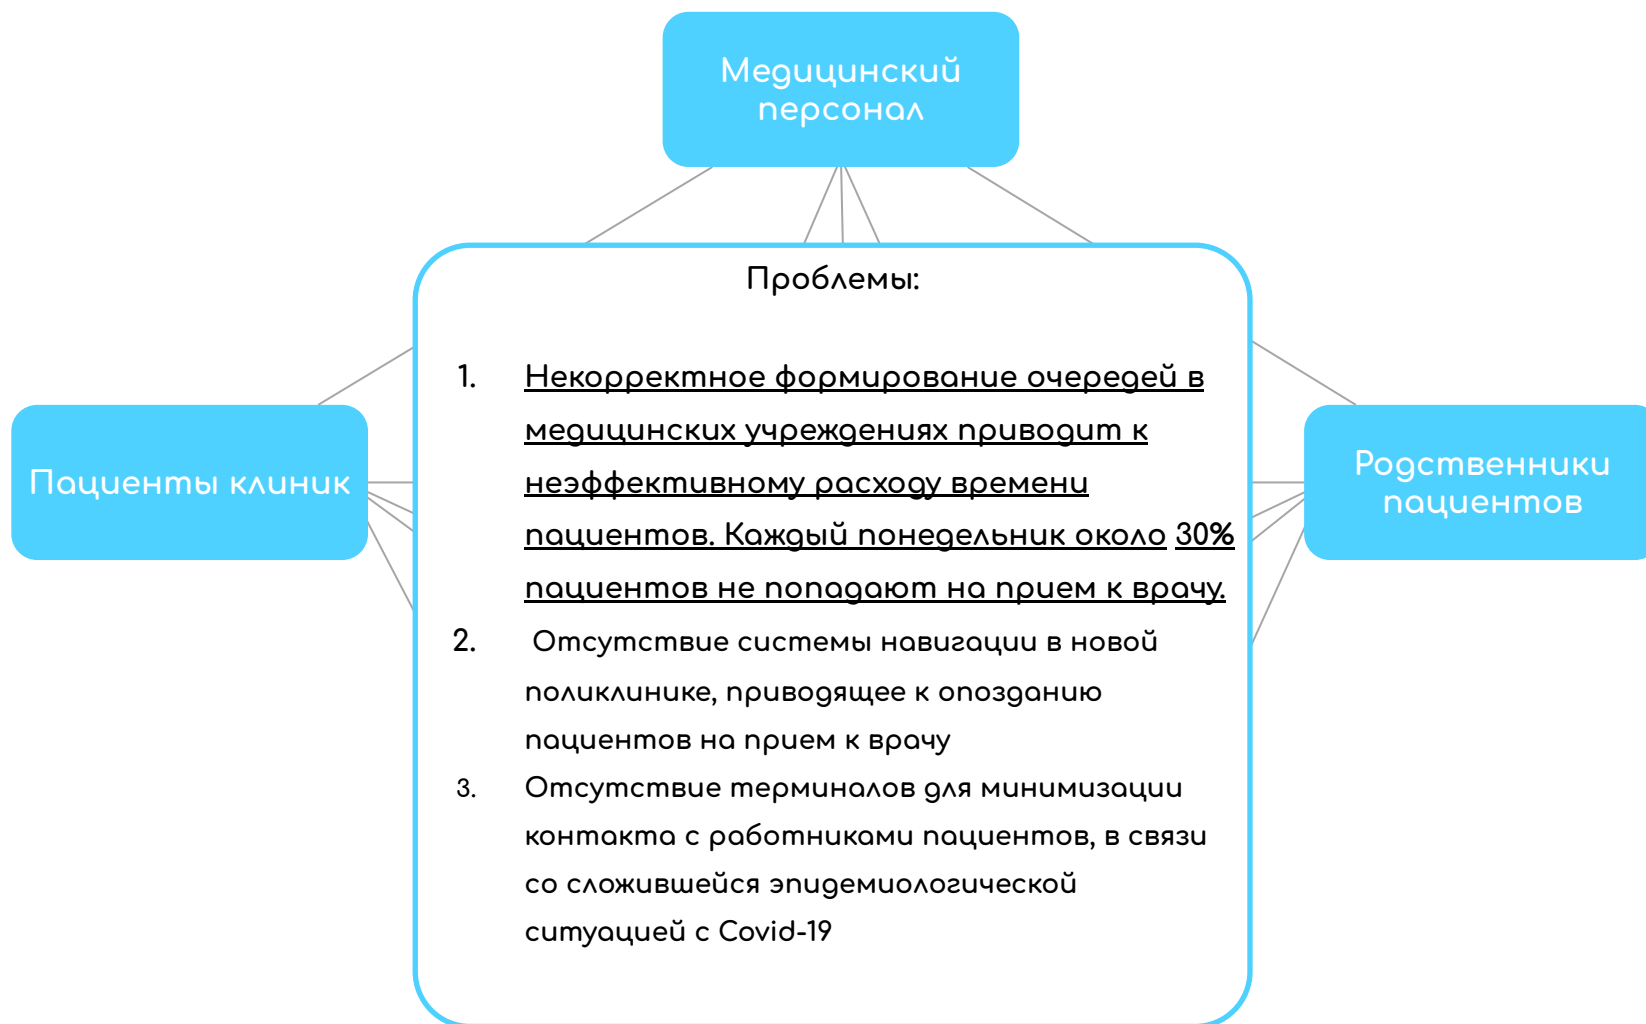 Медицинский
персонал
Проблемы:
1. Некорректное формирование очередей в
медицинских учреждениях приводит к
неэффективному расходу времени
пациентов. Каждый понедельник около 30%
пациентов не попадают на прием к врачу.
2. Отсутствие системы навигации в новой
поликлинике, приводящее к опозданию
пациентов на прием к врачу
3. Отсутствие терминалов для минимизации
контакта с работниками пациентов, в связи
со сложившейся эпидемиологической
ситуацией с Covid-19
Пациенты клиник
Родственники
пациентов